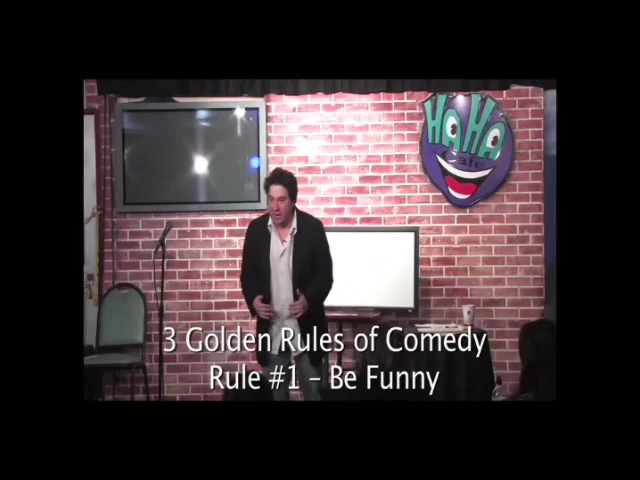 HaHa
Cafe
3 Golden Rules of Comedy
Rule #1 – Be Funny